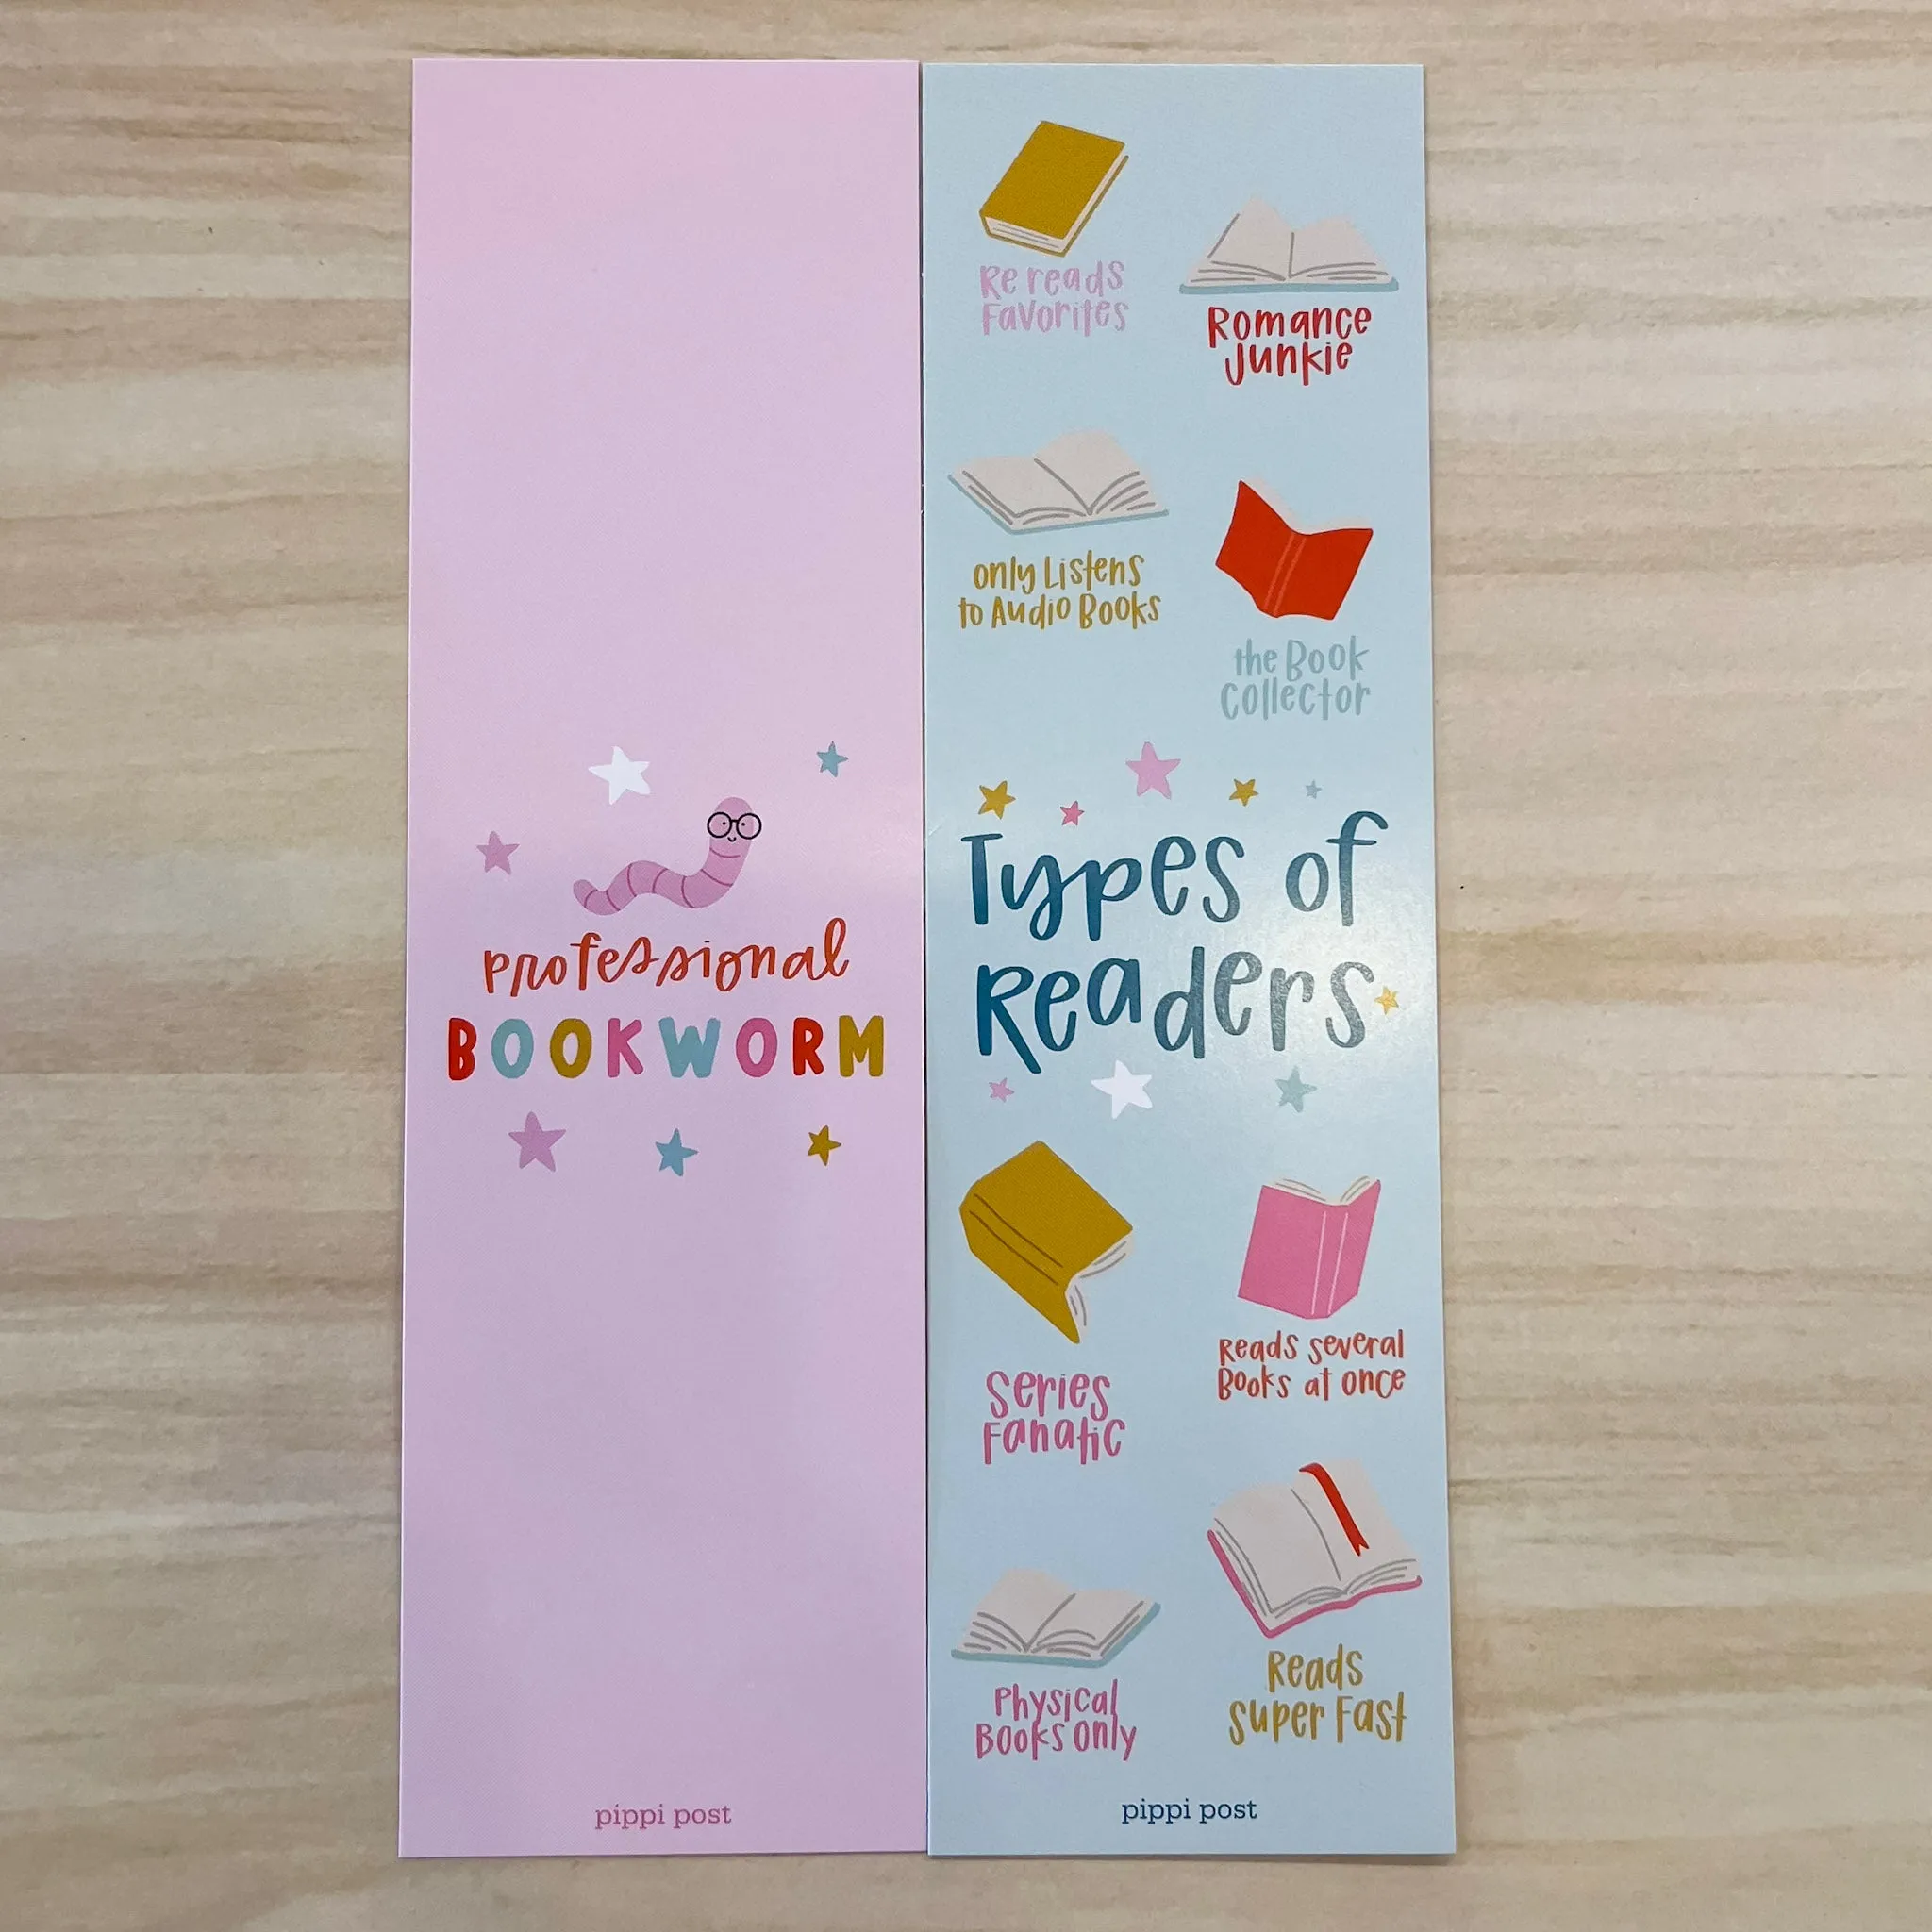 professional
BOOKWORM
pippi post
Re reads
Favorites
Romance
Junkie
only Listens
to Audio Books
the Book
collector
Types of
Readers
Series
Fanatic
Reads several
Books at once
Physical
Books only
Reads
super Fast
pippi post